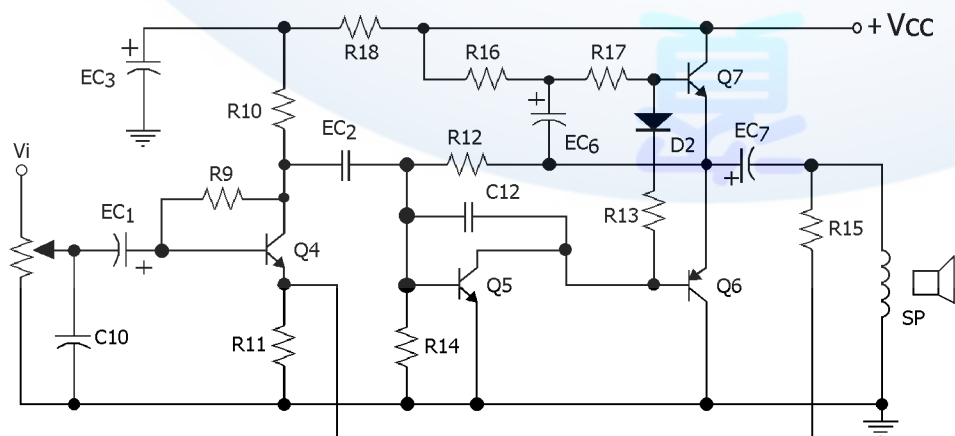 + Vcc
R18
EC3
R16
R17
Q7
R10
EC6
D2
EC7
EC2
R12
Vi
R9
C12
R13
R15
EC1
Q4
Q5
Q6
SP
C10
R11
R14